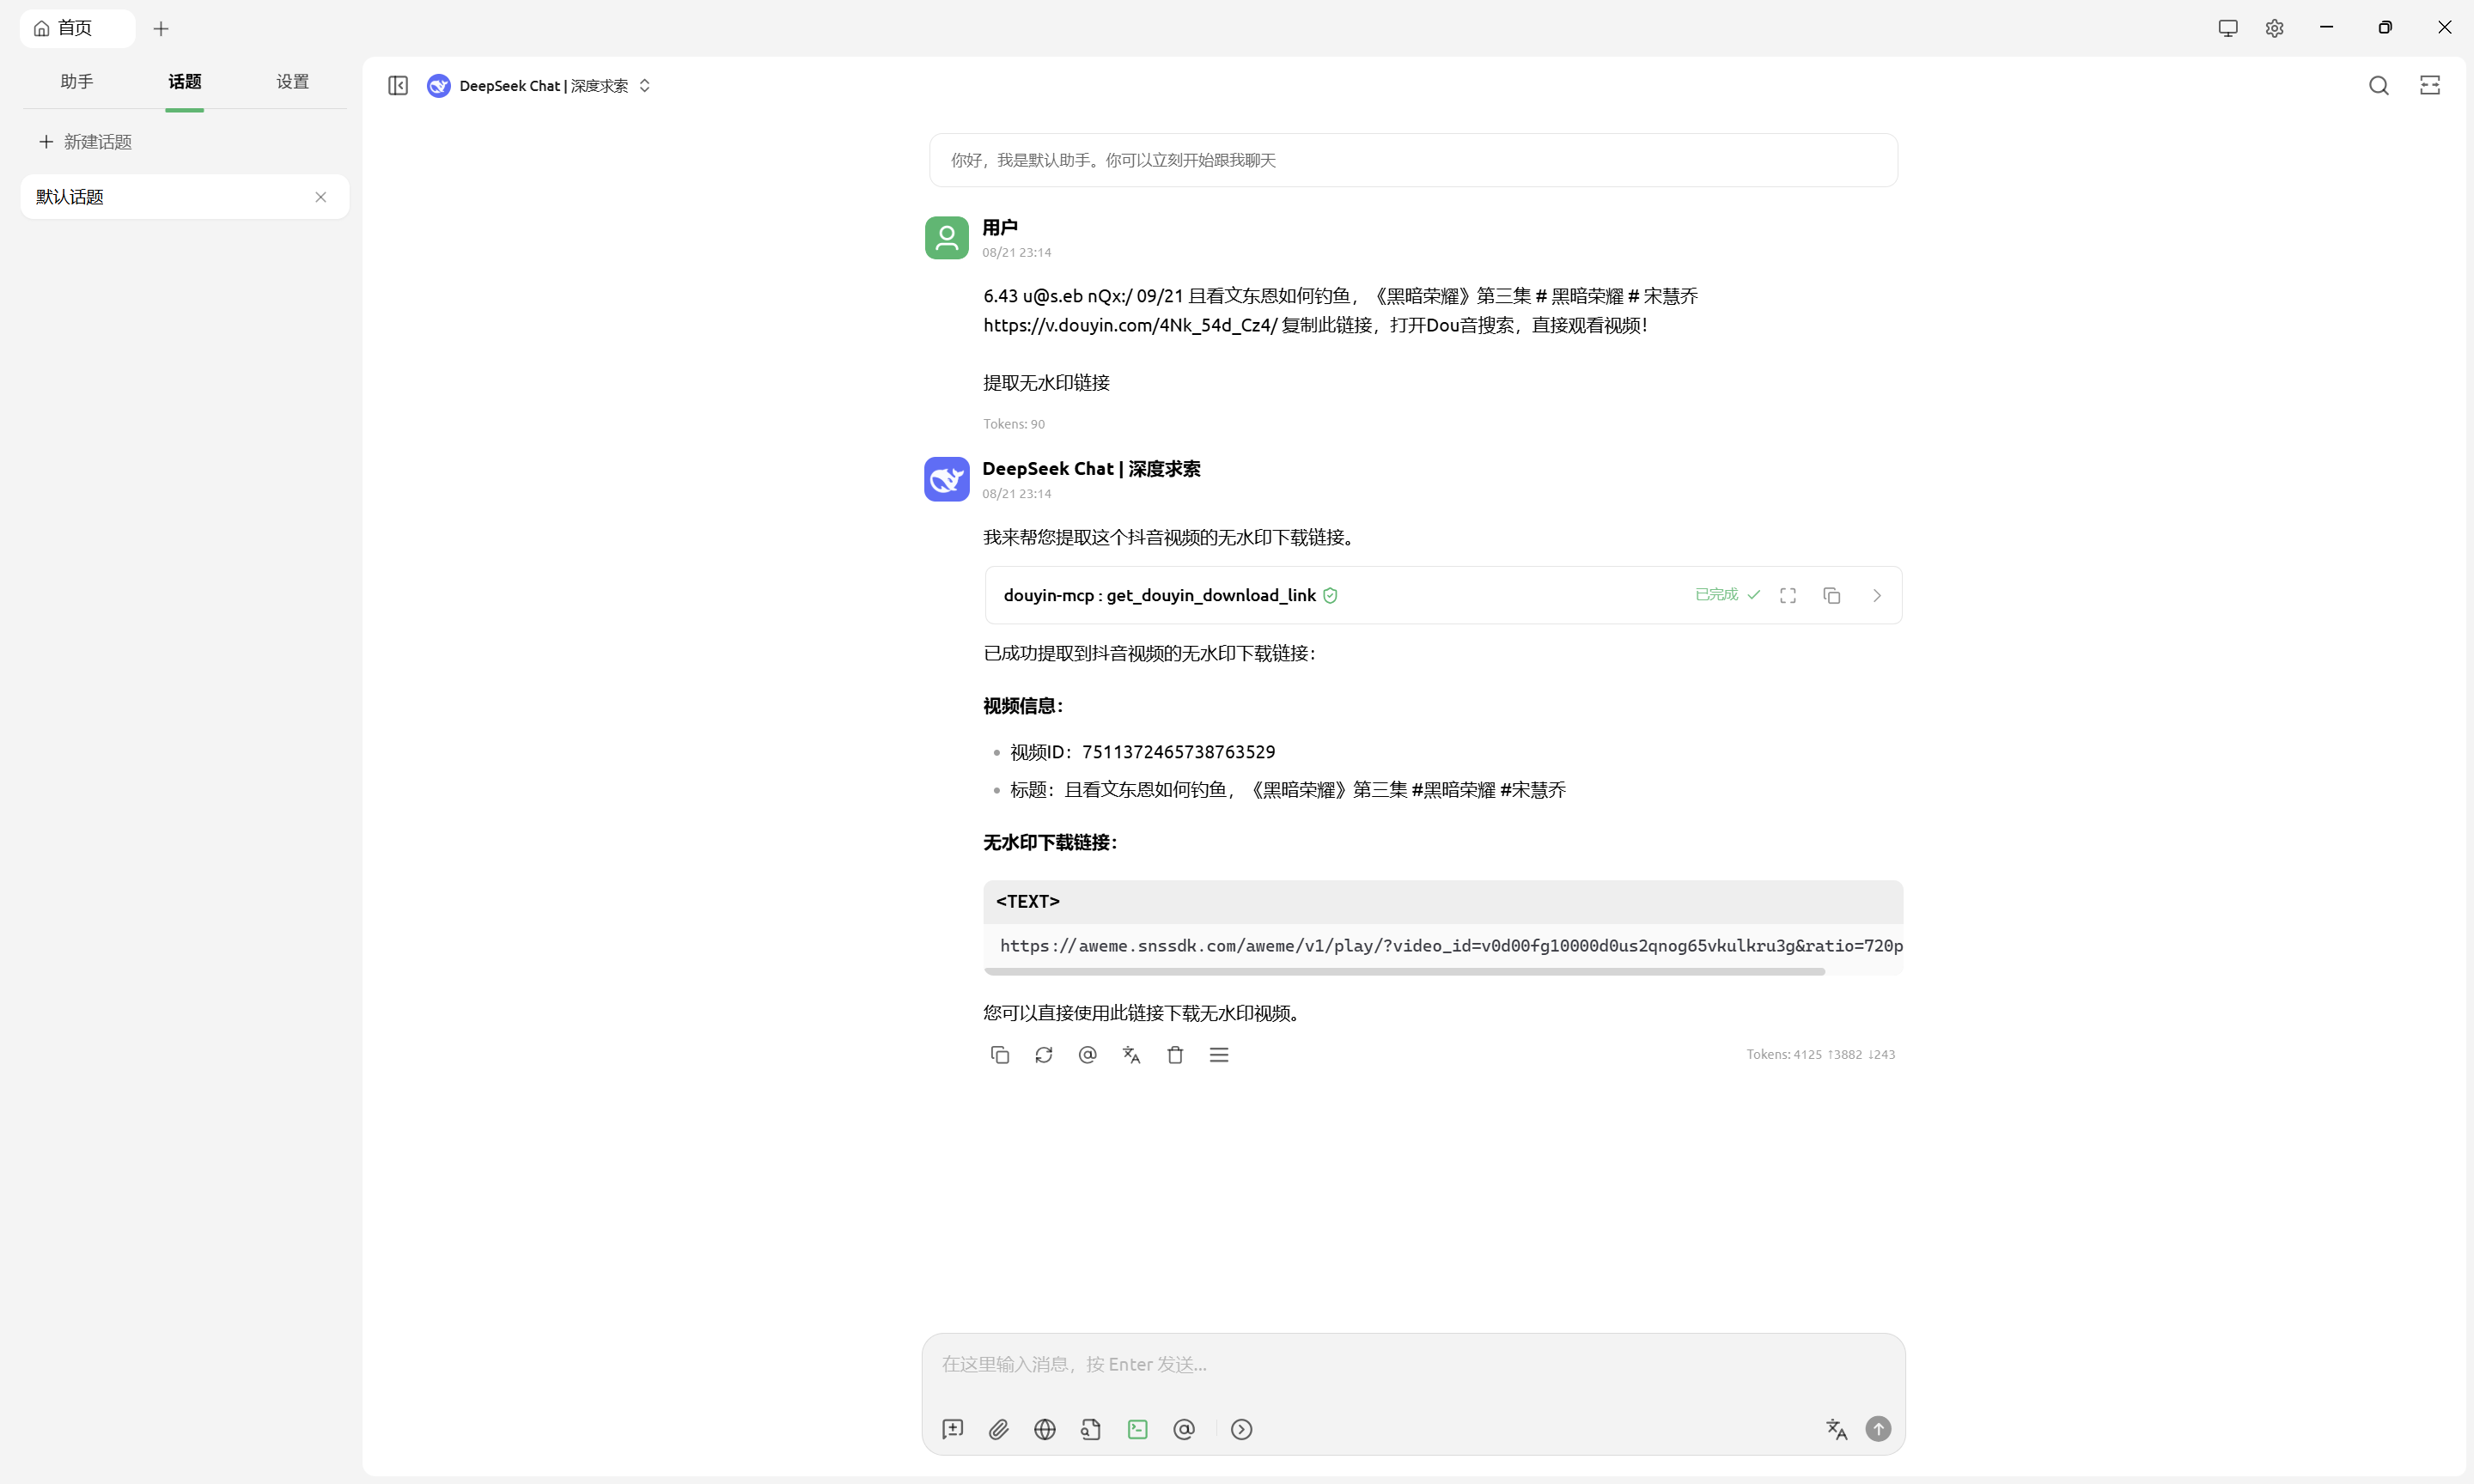 首页
助手 话题 设置
新建话题
默认话题
DeepSeek Chat | 深度求索
你好，我是默认助手。你可以立刻开始跟我聊天
用户
08/21 23:14
6.43 u@s.eb nQx:/ 09/21 且看文东恩如何钓鱼，《黑暗荣耀》第三集 # 黑暗荣耀 # 宋慧乔
https://v.douyin.com/4Nk_54d_Cz4/ 复制此链接，打开Dou音搜索，直接观看视频！
提取无水印链接
Tokens: 90
DeepSeek Chat | 深度求索
08/21 23:14
我来帮您提取这个抖音视频的无水印下载链接。
douyin-mcp : get_douyin_download_link 已完成
已成功提取到抖音视频的无水印下载链接：
视频信息：
视频ID：7511372465738763529
标题：且看文东恩如何钓鱼，《黑暗荣耀》第三集 #黑暗荣耀 #宋慧乔
无水印下载链接：
<TEXT>
https://aweme.snssdk.com/aweme/v1/play/?video_id=v0d00fg10000d0us2qnog65vkulkru3g&ratio=720p
您可以直接使用此链接下载无水印视频。
Tokens: 4125 ↑3882 ↓243
在这里输入消息，按 Enter 发送...